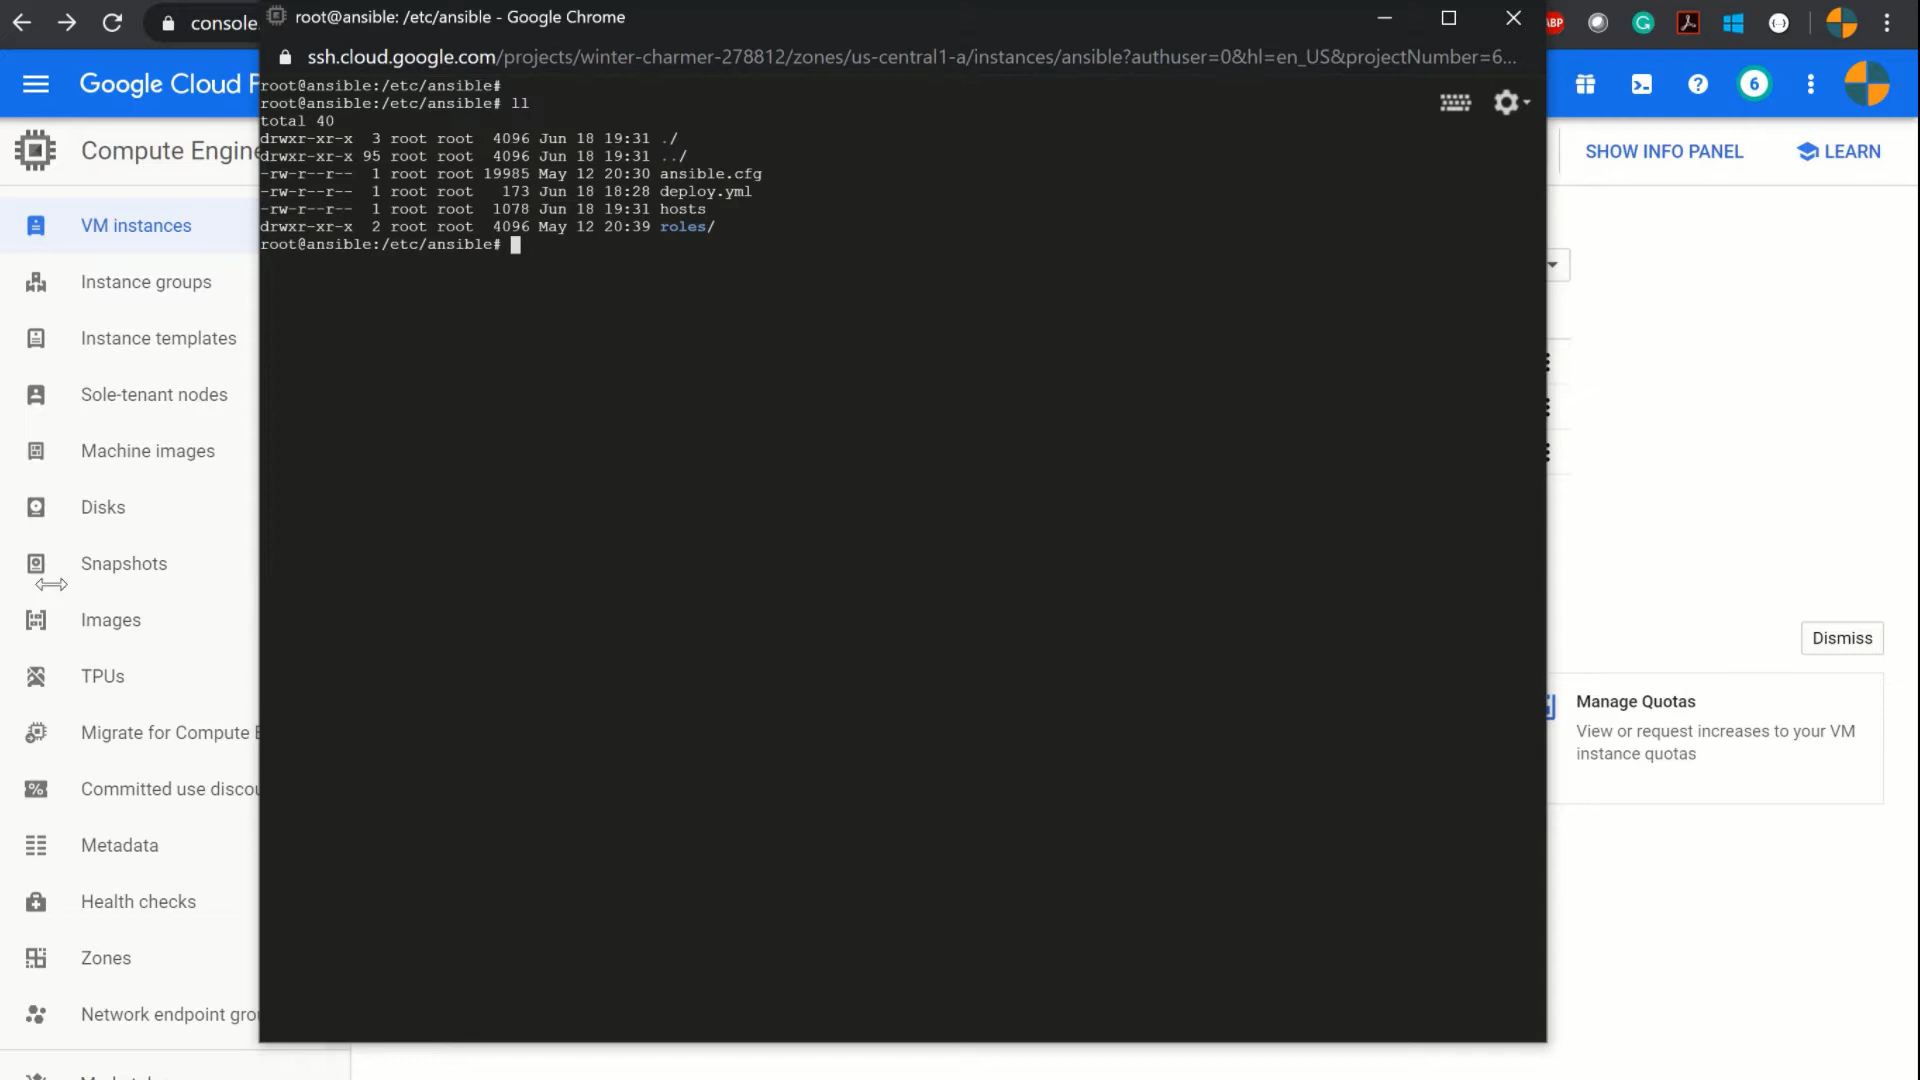 console.
root@ansible: /etc/ansible - Google Chrome
ABP
ssh.cloud.google.com/projects/winter-charmer-278812/zones/us-central1-a/instances/ansible?authuser=0&hl=en_US&projectNumber=6...
Google Cloud P
6
root@ansible:/etc/ansible#
root@ansible:/etc/ansible# ll
total 40
drwxr-xr-x  3 root root  4096 Jun 18 19:31 ./
drwxr-xr-x 95 root root  4096 Jun 18 19:31 ../
-rw-r--r--  1 root root 19985 May 12 20:30 ansible.cfg
-rw-r--r--  1 root root   173 Jun 18 18:28 deploy.yml
-rw-r--r--  1 root root  1078 Jun 18 19:31 hosts
drwxr-xr-x  2 root root  4096 May 12 20:39 roles/
root@ansible:/etc/ansible#
Compute Engine
SHOW INFO PANEL
LEARN
VM instances
Instance groups
Instance templates
Sole-tenant nodes
Machine images
Disks
Snapshots
Images
TPUs
Migrate for Compute E
Committed use discou
Metadata
Health checks
Zones
Network endpoint grou
Dismiss
Manage Quotas
View or request increases to your VM
instance quotas